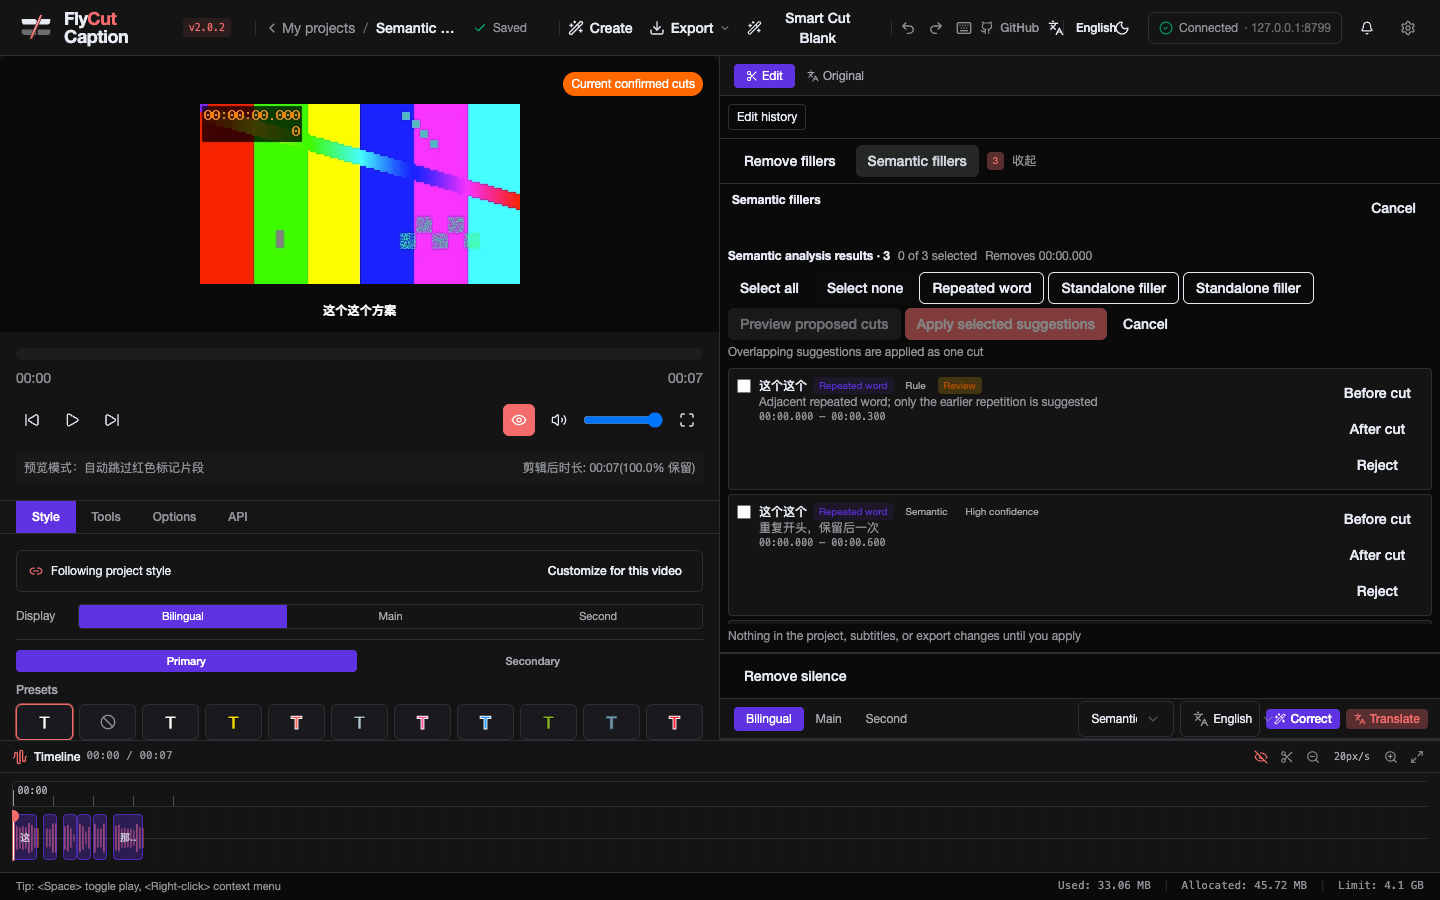 FlyCut Caption
v2.0.2
My projects / Semantic ...
Saved
Create
Export
Smart Cut Blank
GitHub
English
Connected · 127.0.0.1:8799
Current confirmed cuts
00:00:00.000
0
这个这个方案
00:00
00:07
预览模式：自动跳过红色标记片段
剪辑后时长: 00:07(100.0% 保留)
Style
Tools
Options
API
Following project style
Customize for this video
Display
Bilingual
Main
Second
Primary
Secondary
Presets
T
T
T
T
T
T
T
T
T
T
Edit
Original
Edit history
Remove fillers
Semantic fillers
3
收起
Semantic fillers
Cancel
Semantic analysis results · 3
0 of 3 selected
Removes 00:00.000
Select all
Select none
Repeated word
Standalone filler
Standalone filler
Preview proposed cuts
Apply selected suggestions
Cancel
Overlapping suggestions are applied as one cut
这个这个
Repeated word
Rule
Review
Adjacent repeated word; only the earlier repetition is suggested
00:00.000 — 00:00.300
Before cut
After cut
Reject
这个这个
Repeated word
Semantic
High confidence
重复开头，保留后一次
00:00.000 — 00:00.600
Before cut
After cut
Reject
Nothing in the project, subtitles, or export changes until you apply
Remove silence
Bilingual
Main
Second
Semantic
English
Correct
Translate
Timeline
00:00 / 00:07
20px/s
00:00
这
那...
Tip: <Space> toggle play, <Right-click> context menu
Used: 33.06 MB
Allocated: 45.72 MB
Limit: 4.1 GB